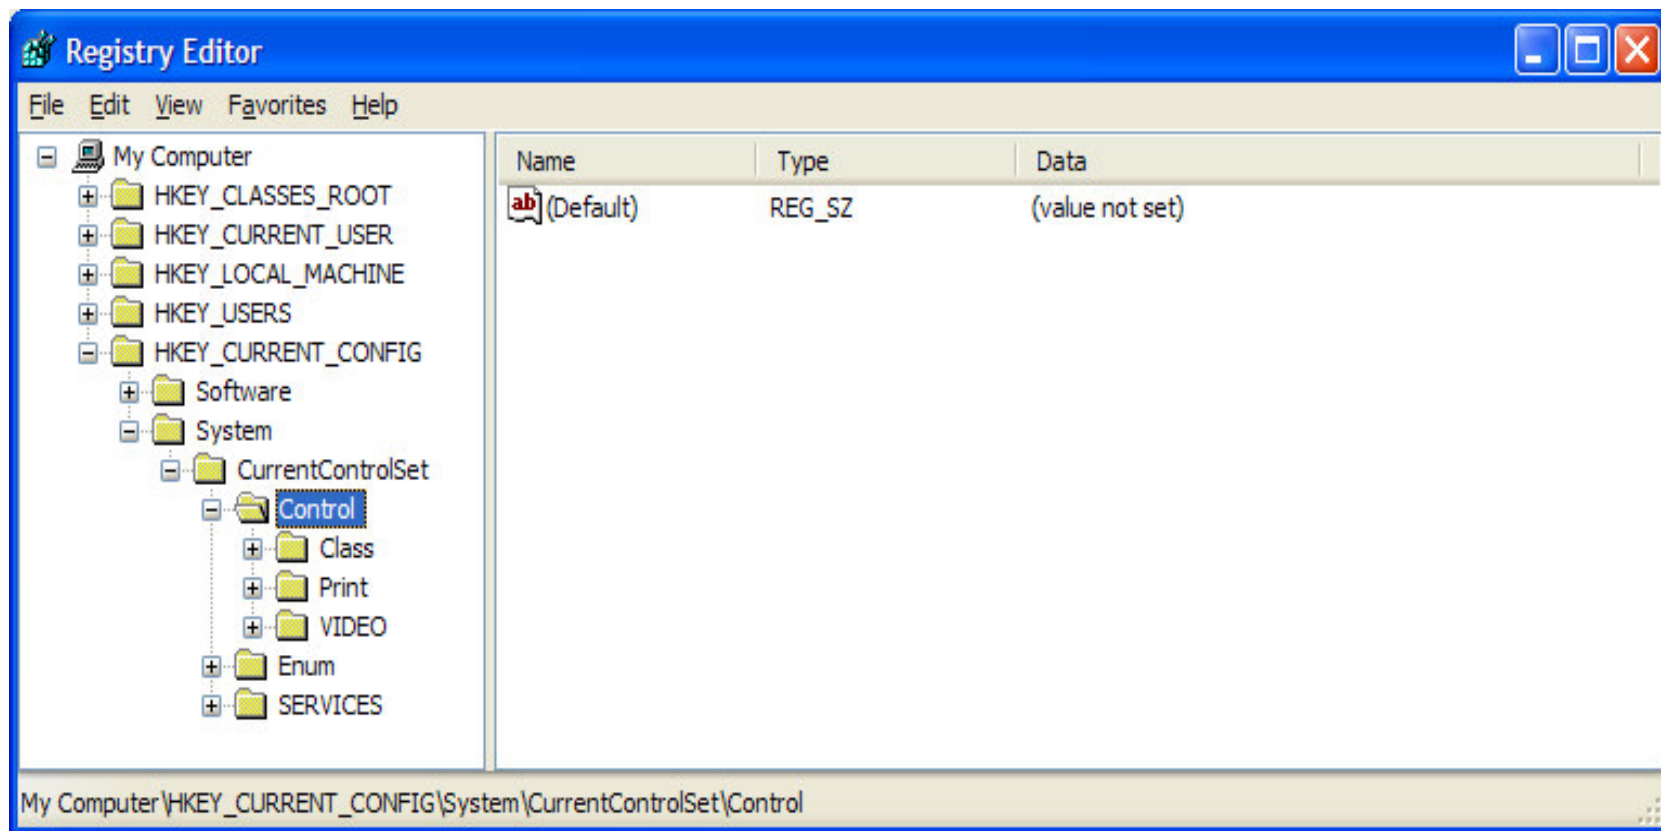 Registry Editor
File Edit View Favorites Help
My Computer
HKEY_CLASSES_ROOT
HKEY_CURRENT_USER
HKEY_LOCAL_MACHINE
HKEY_USERS
HKEY_CURRENT_CONFIG
Software
System
CurrentControlSet
Control
Class
Print
VIDEO
Enum
SERVICES
Name Type Data
ab (Default) REG_SZ (value not set)
My Computer\HKEY_CURRENT_CONFIG\System\CurrentControlSet\Control